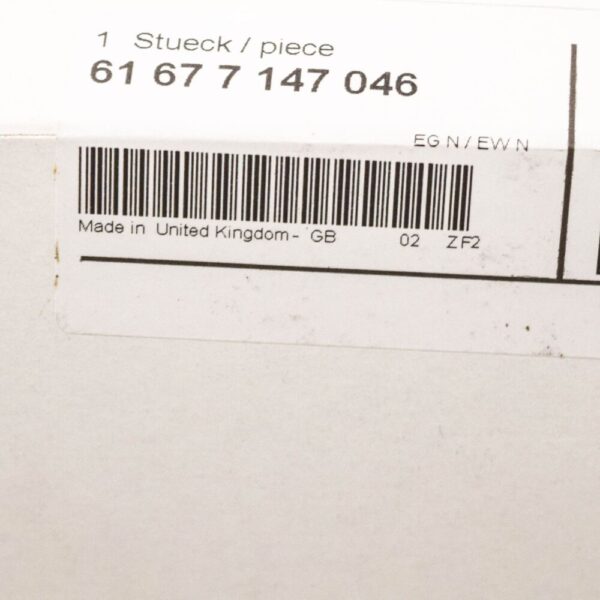 1 Stueck / piece
61 67 7 147 046
EG N / EW N
Made in United Kingdom - GB 02 ZF2